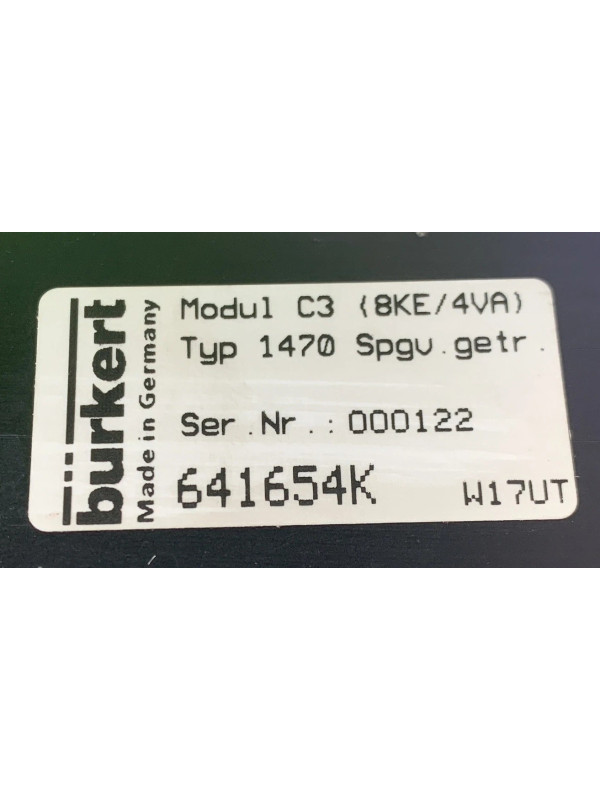 bürkert
Made in Germany
Modul C3 (8KE/4VA)
Typ 1470 Spgv.getr.
Ser.Nr.: 000122
641654K
W17UT